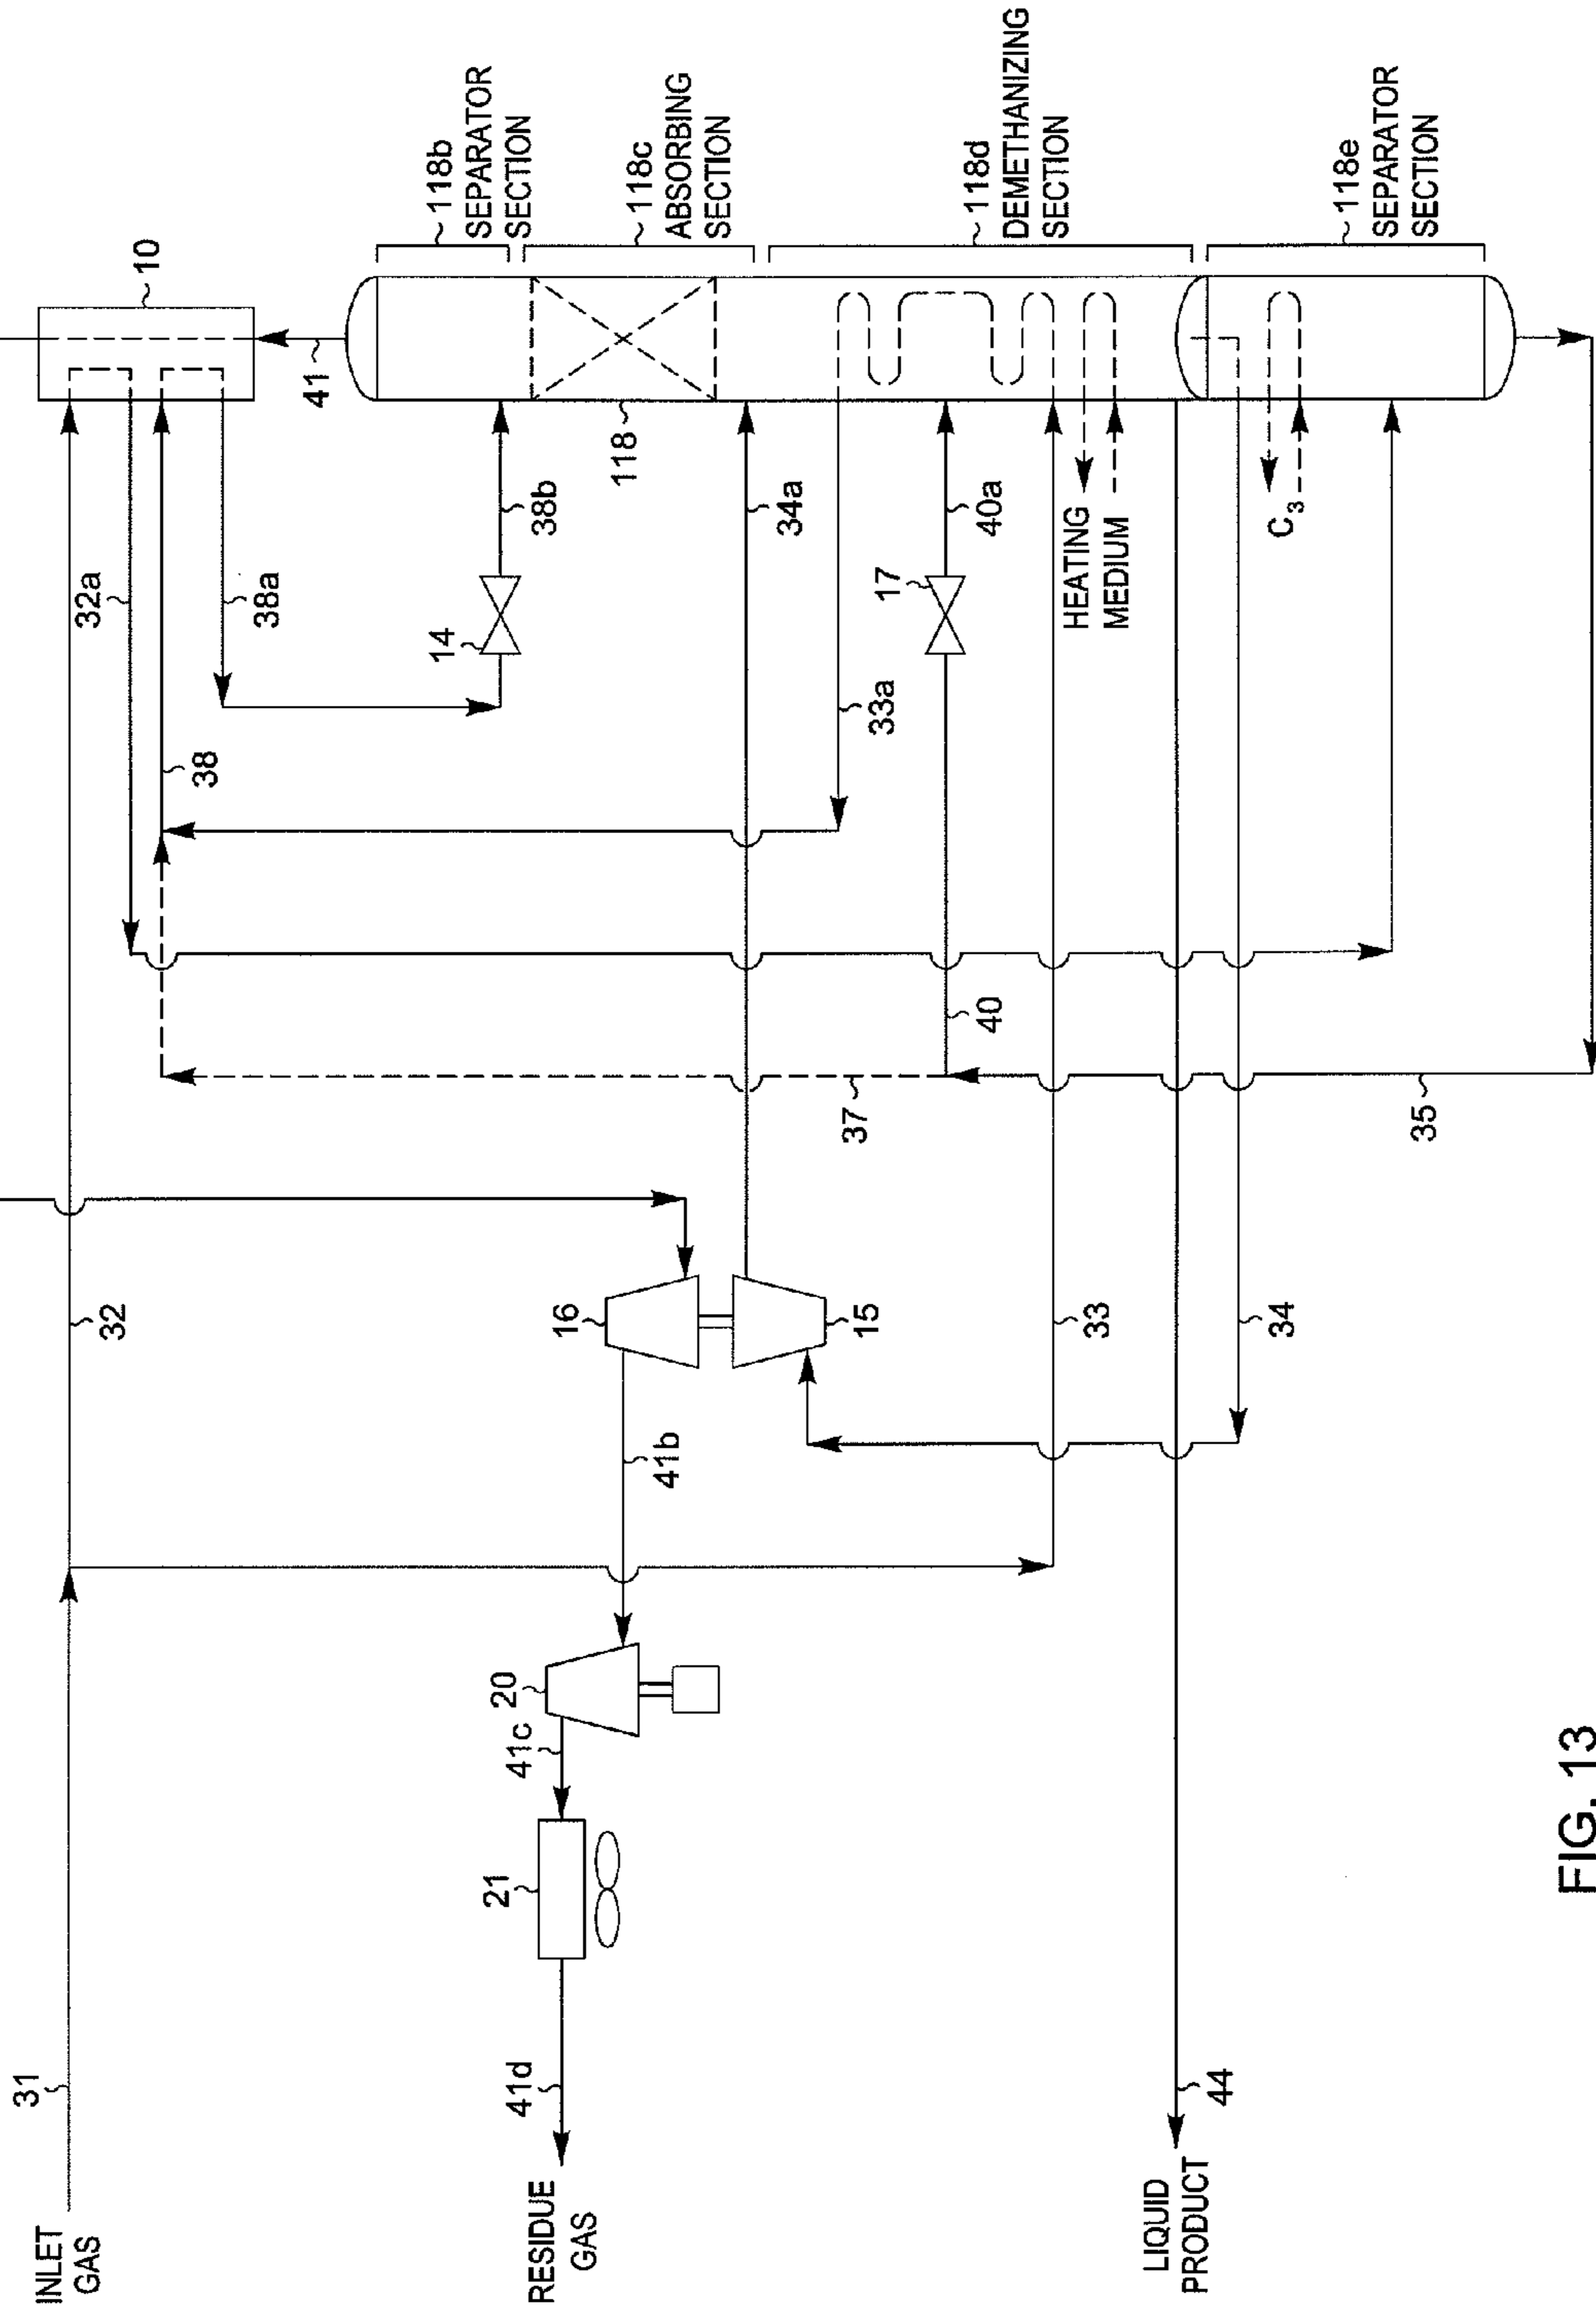 31
INLET
GAS
32
32a
38
38a
10
41
118b
SEPARATOR
SECTION
118c
ABSORBING
SECTION
118d
DEMETHANIZING
SECTION
118e
SEPARATOR
SECTION
118
14
38b
34a
33a
17
40a
40
HEATING
MEDIUM
C3
37
35
16
15
33
34
41b
20
41c
21
41d
RESIDUE
GAS
44
LIQUID
PRODUCT
FIG. 13